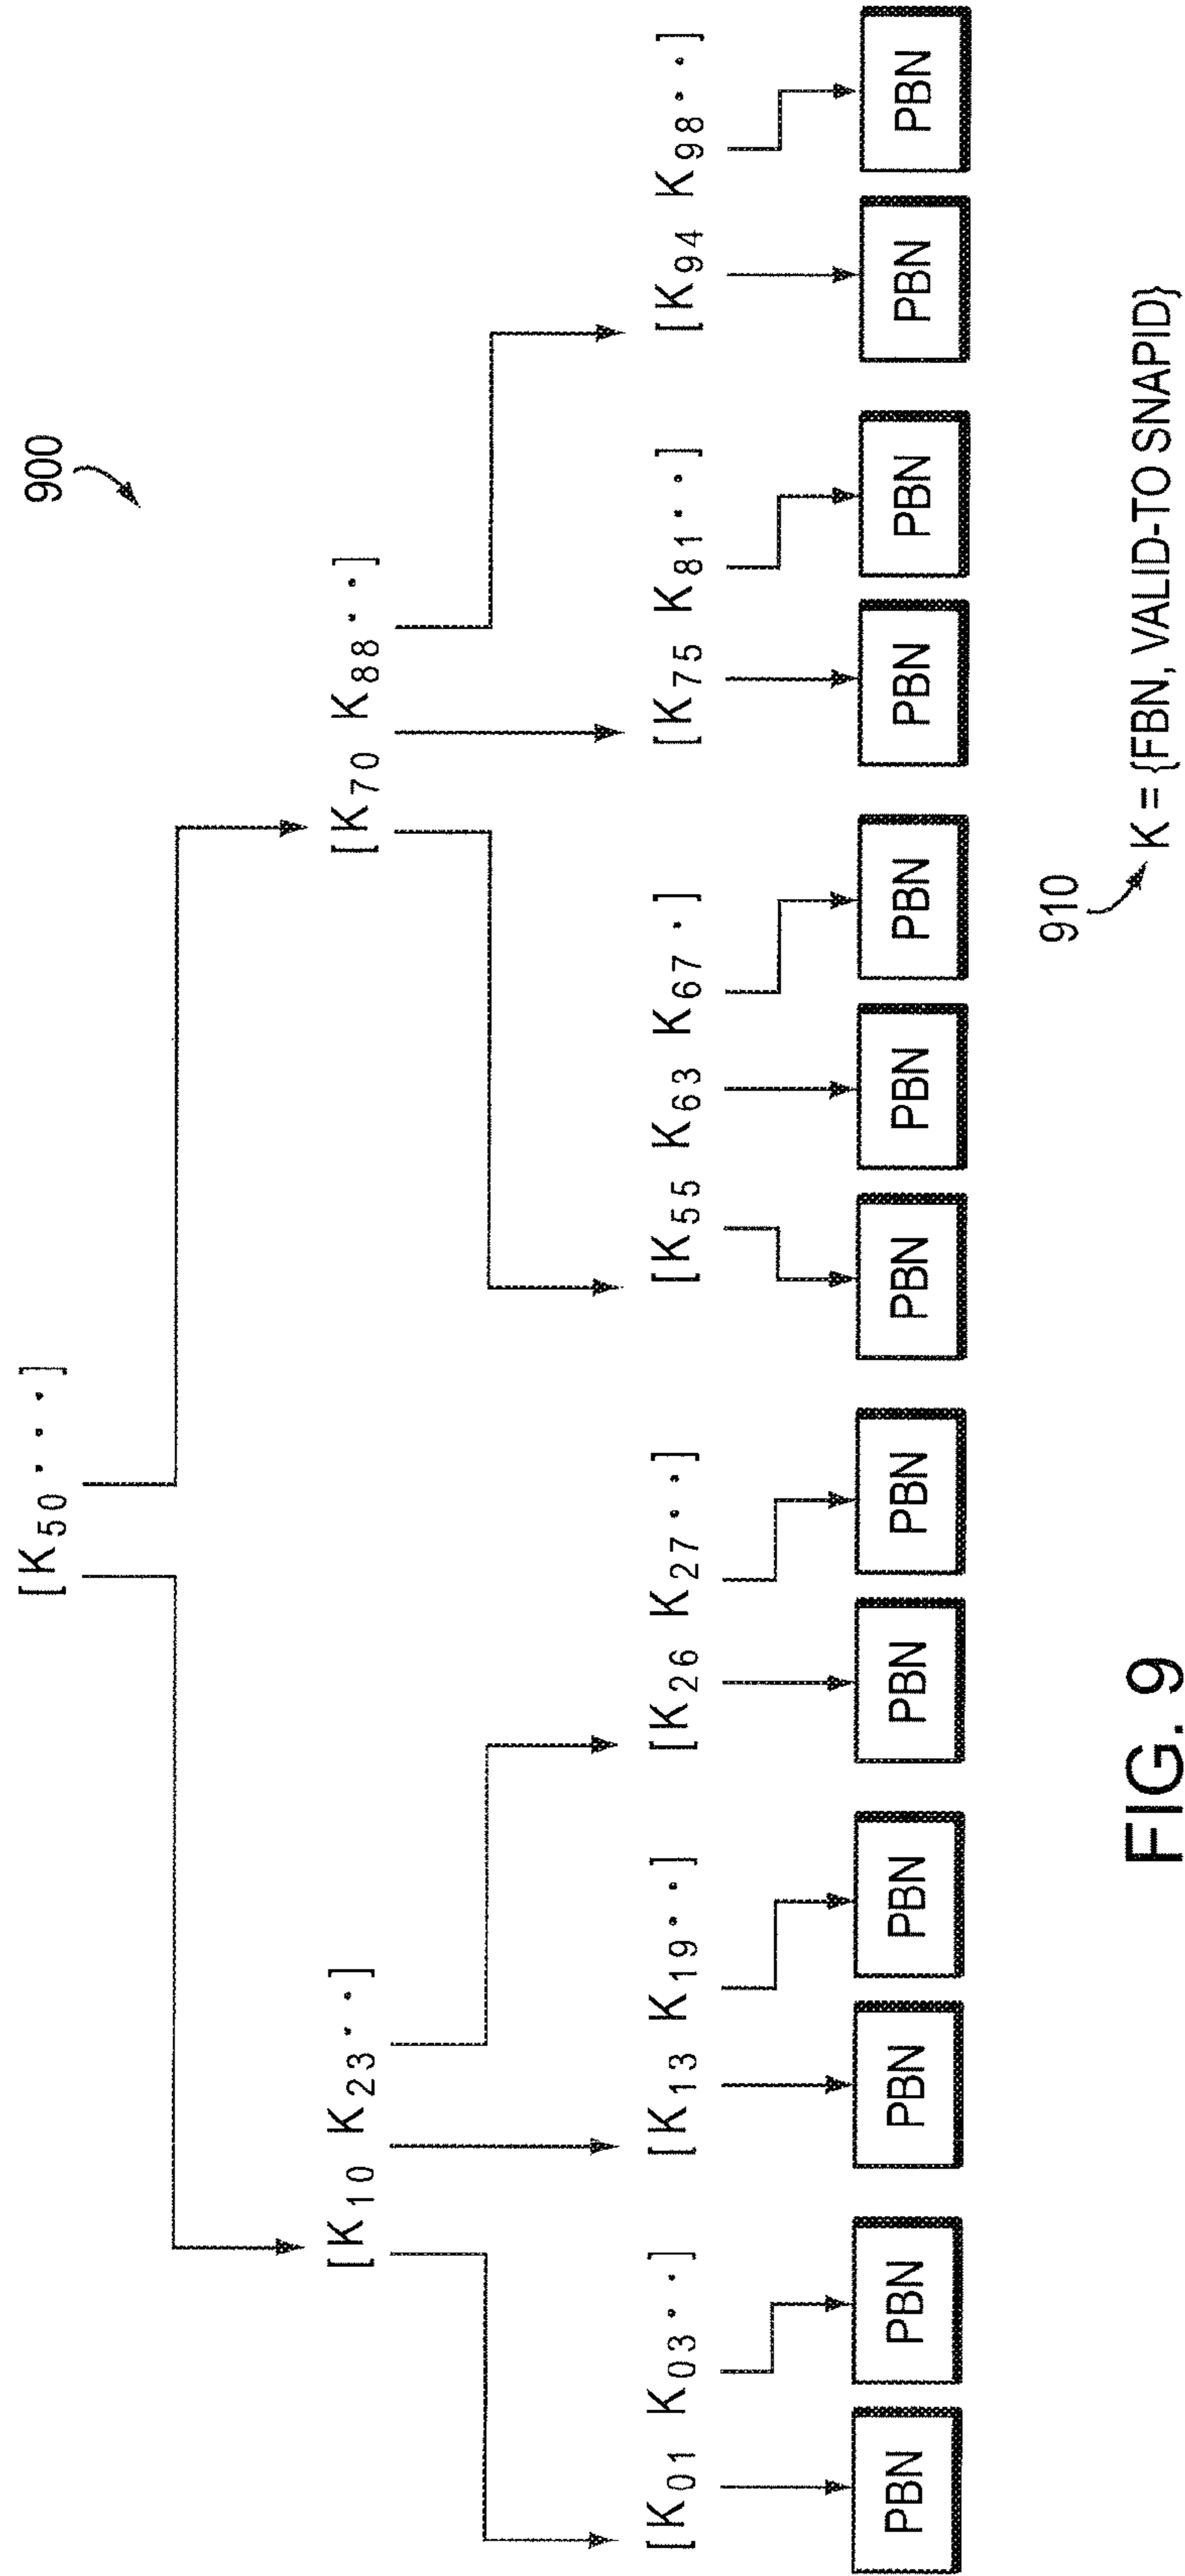 900
[K50 . . .]
[K10 K23 . .]
[K70 K88 . .]
[K01 K03 . .]
[K13 K19 . .]
[K26 K27 . .]
[K55 K63 K67 .]
[K75 K81 . .]
[K94 K98 . .]
PBN
PBN
PBN
PBN
PBN
PBN
PBN
PBN
PBN
PBN
PBN
PBN
PBN
910
K = {FBN, VALID-TO SNAPID}
FIG. 9